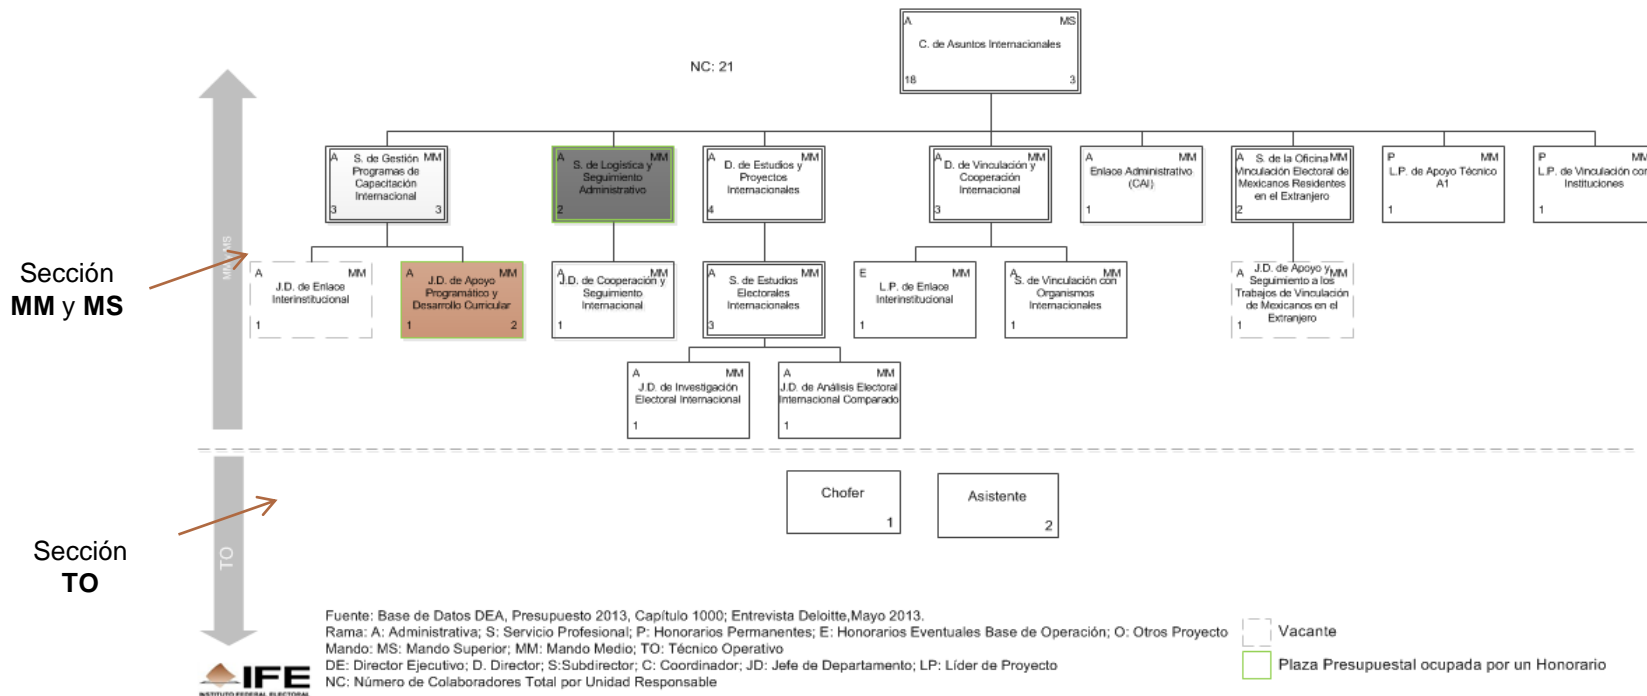 A MS
C. de Asuntos Internacionales
18 3
NC: 21
A MM
S. de Gestión
Programas de
Capacitación
Internacional
3 3
A MM
S. de Logística y
Seguimiento
Administrativo
2
A MM
D. de Estudios y
Proyectos
Internacionales
4
A MM
D. de Vinculación y
Cooperación
Internacional
3
A MM
Enlace Administrativo
(CAI)
1
A MM
S. de la Oficina
Vinculación Electoral de
Mexicanos Residentes
en el Extranjero
2
P MM
L.P. de Apoyo Técnico
A1
1
P MM
L.P. de Vinculación con
Instituciones
1
MM y MS
Sección
MM y MS
A MM
J.D. de Enlace
Interinstitucional
1
A MM
J.D. de Apoyo
Programático y
Desarrollo Curricular
1 2
A MM
J.D. de Cooperación y
Seguimiento
Internacional
1
A MM
S. de Estudios
Electorales
Internacionales
3
E MM
L.P. de Enlace
Interinstitucional
1
A MM
S. de Vinculación con
Organismos
Internacionales
1
A MM
J.D. de Apoyo y
Seguimiento a los
Trabajos de Vinculación
de Mexicanos en el
Extranjero
1
A MM
J.D. de Investigación
Electoral Internacional
1
A MM
J.D. de Análisis Electoral
Internacional Comparado
1
Chofer
1
Asistente
2
Sección
TO
TO
Fuente: Base de Datos DEA, Presupuesto 2013, Capítulo 1000; Entrevista Deloitte,Mayo 2013.
Rama: A: Administrativa; S: Servicio Profesional; P: Honorarios Permanentes; E: Honorarios Eventuales Base de Operación; O: Otros Proyecto
Mando: MS: Mando Superior; MM: Mando Medio; TO: Técnico Operativo
DE: Director Ejecutivo; D. Director; S:Subdirector; C: Coordinador; JD: Jefe de Departamento; LP: Líder de Proyecto
NC: Número de Colaboradores Total por Unidad Responsable
Vacante
Plaza Presupuestal ocupada por un Honorario
IFE
INSTITUTO FEDERAL ELECTORAL